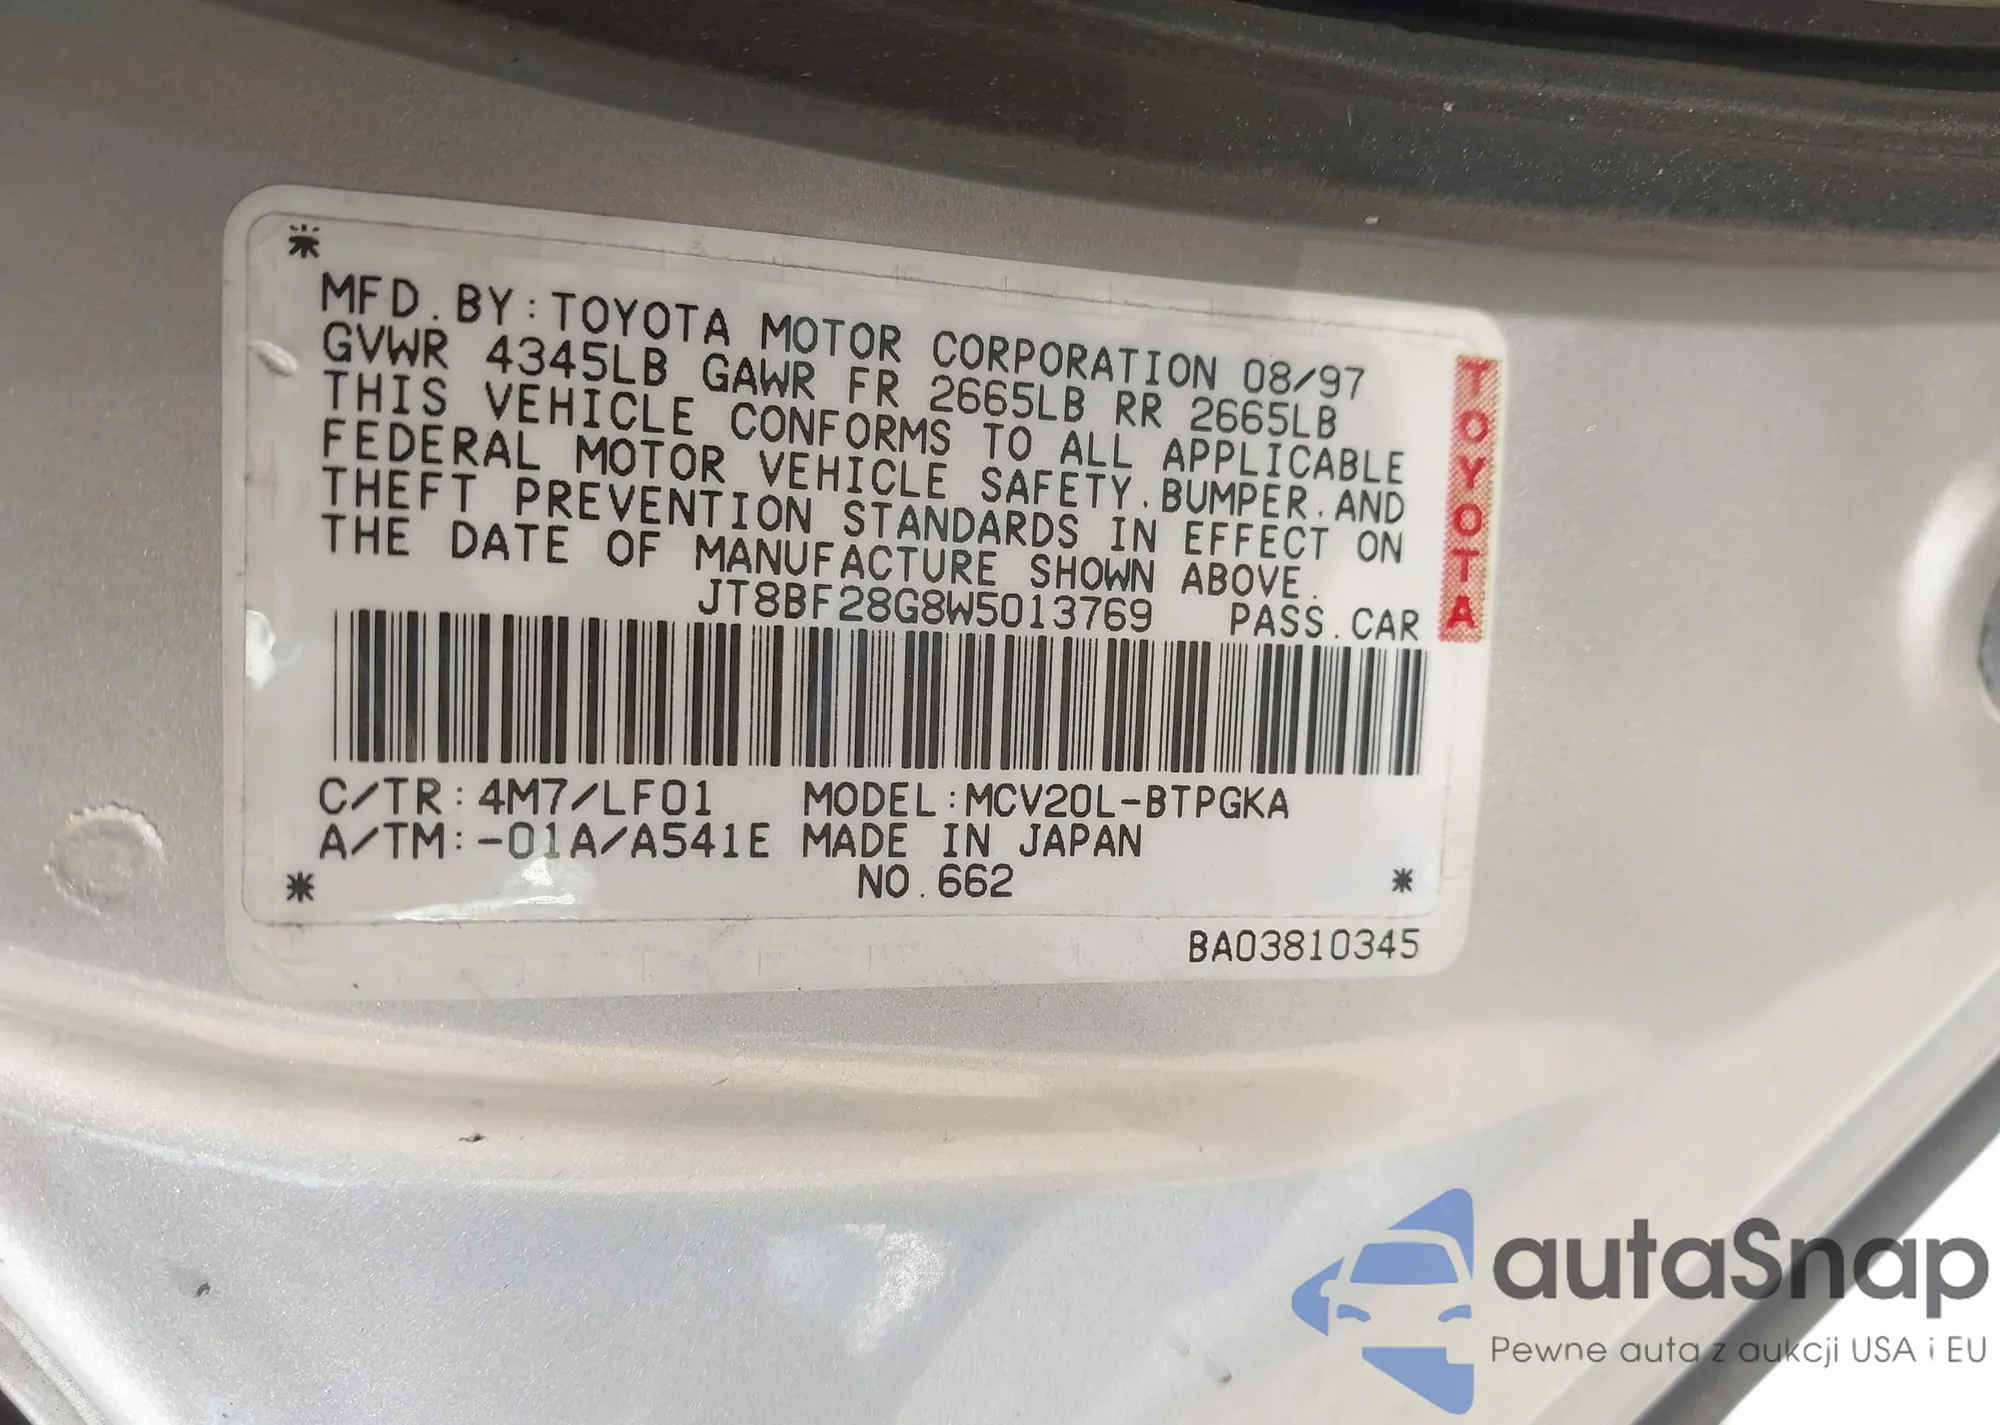 MFD.BY:TOYOTA MOTOR CORPORATION 08/97
GVWR 4345LB GAWR FR 2665LB RR 2665LB
THIS VEHICLE CONFORMS TO ALL APPLICABLE
FEDERAL MOTOR VEHICLE SAFETY.BUMPER.AND
THEFT PREVENTION STANDARDS IN EFFECT ON
THE DATE OF MANUFACTURE SHOWN ABOVE.
JT8BF28G8W5013769 PASS.CAR
TOYOTA
C/TR:4M7/LF01 MODEL:MCV20L-BTPGKA
A/TM:-01A/A541E MADE IN JAPAN
NO.662
BA03810345
autaSnap
Pewne auta z aukcji USA i EU